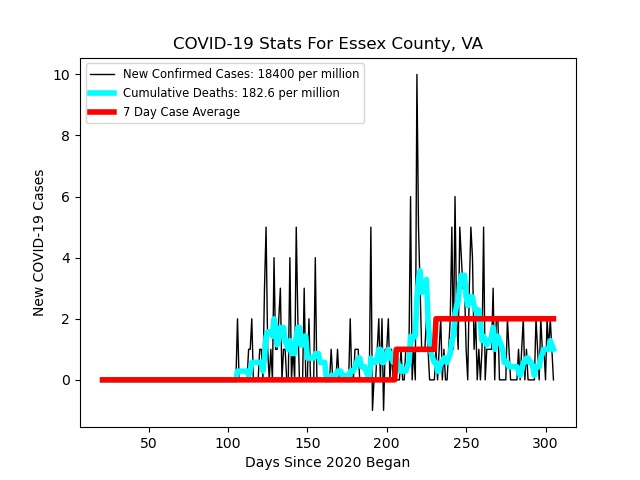 COVID-19 Stats For Essex County, VA
New Confirmed Cases: 18400 per million
Cumulative Deaths: 182.6 per million
7 Day Case Average
10
8
6
4
2
0
New COVID-19 Cases
50 100 150 200 250 300
Days Since 2020 Began